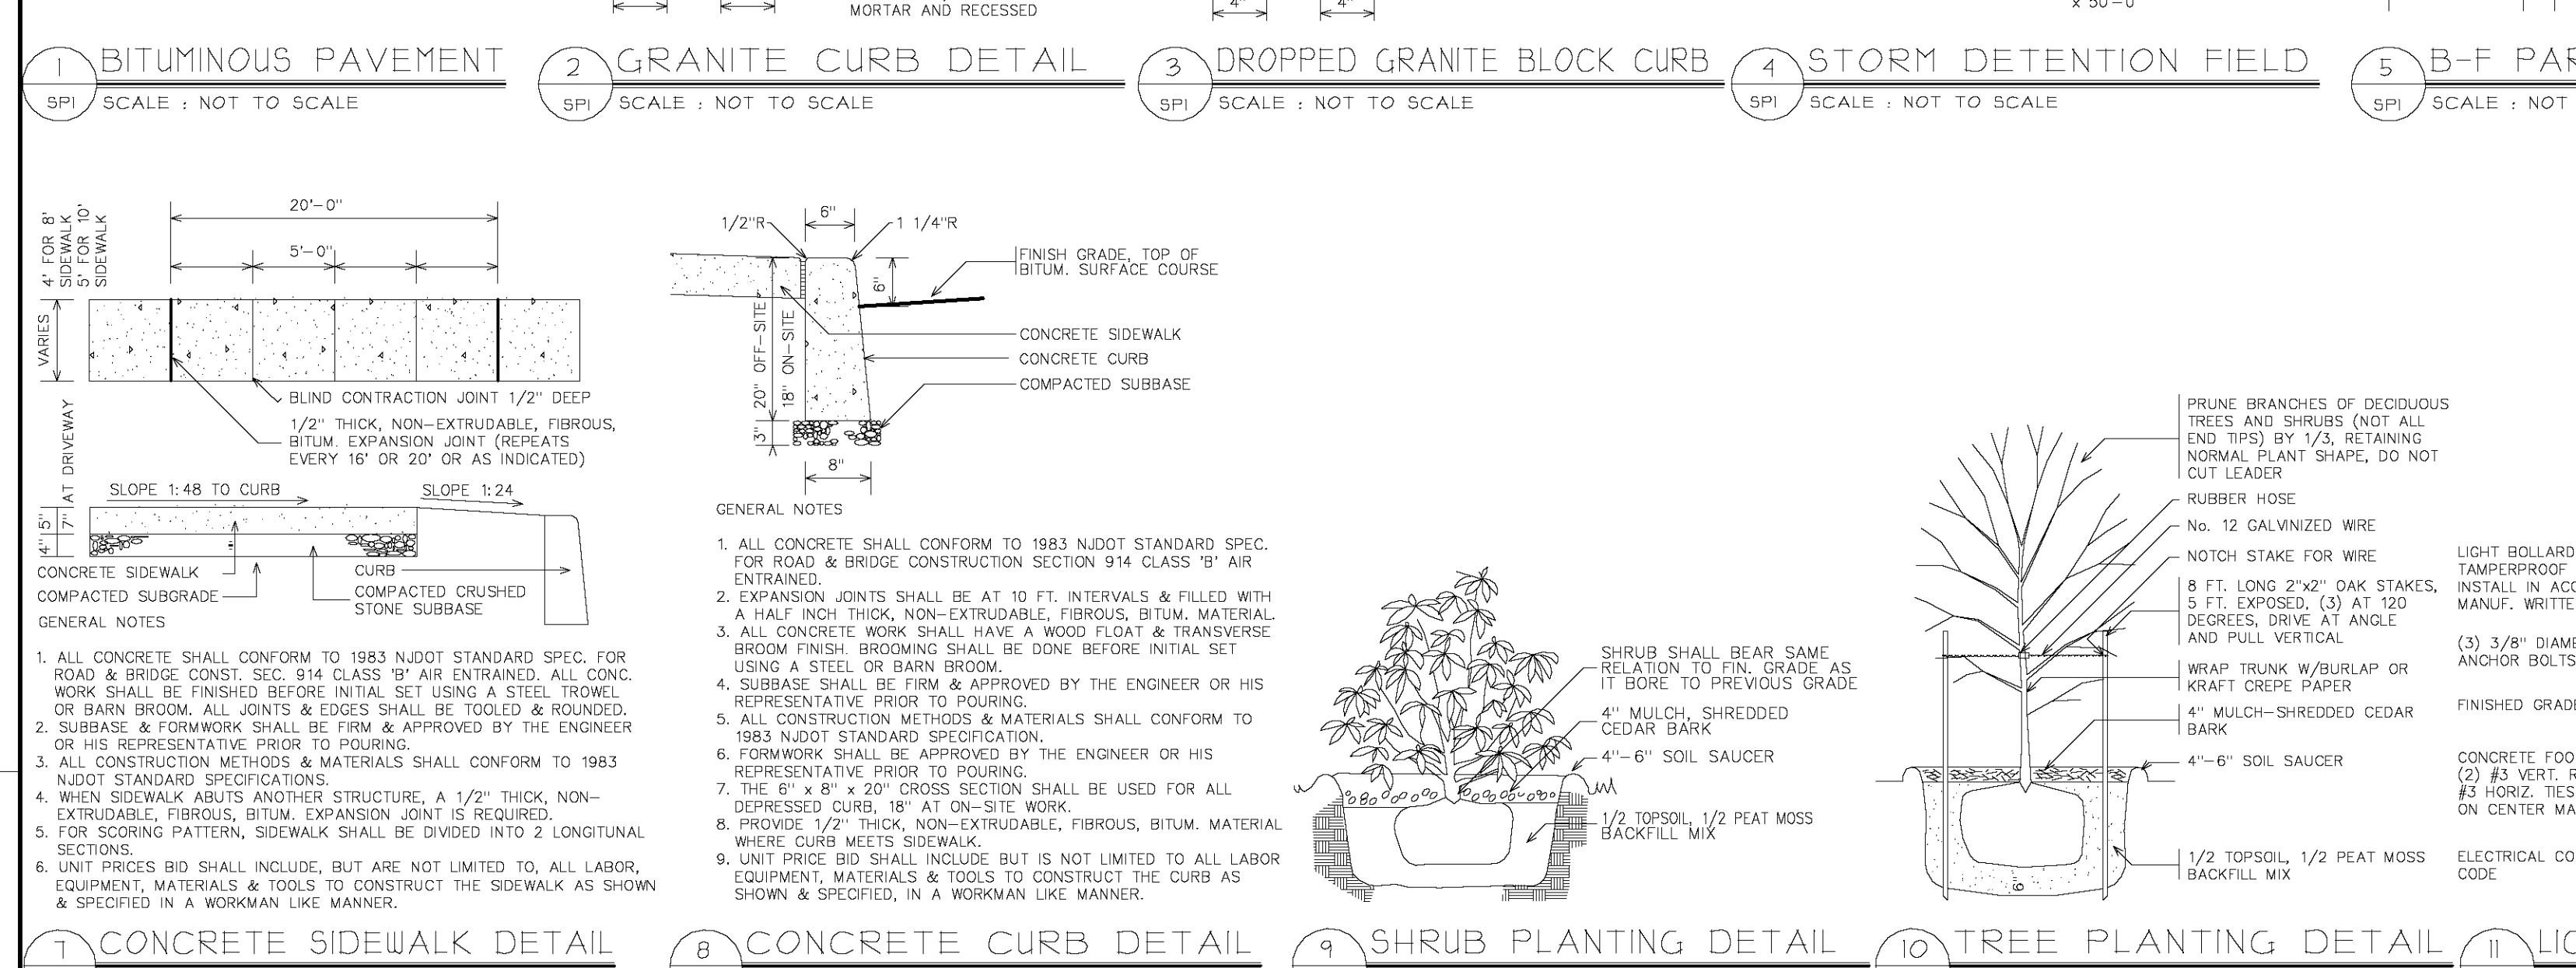 MORTAR AND RECESSED
4"
4"
x 50-0
1
SP1
BITUMINOUS PAVEMENT
SCALE : NOT TO SCALE
2
SP1
GRANITE CURB DETAIL
SCALE : NOT TO SCALE
3
SP1
DROPPED GRANITE BLOCK CURB
SCALE : NOT TO SCALE
4
SP1
STORM DETENTION FIELD
SCALE : NOT TO SCALE
5
SP1
B-F
SCALE : NOT
4' FOR 8'
SIDEWALK
5' FOR 10'
SIDEWALK
20'-0"
5'-0"
VARIES
BLIND CONTRACTION JOINT 1/2" DEEP
1/2" THICK, NON-EXTRUDABLE, FIBROUS,
BITUM. EXPANSION JOINT (REPEATS
EVERY 16' OR 20' OR AS INDICATED)
AT DRIVEWAY
SLOPE 1:48 TO CURB
SLOPE 1:24
5"
7"
4"
CONCRETE SIDEWALK
COMPACTED SUBGRADE
CURB
COMPACTED CRUSHED
STONE SUBBASE
GENERAL NOTES
1. ALL CONCRETE SHALL CONFORM TO 1983 NJDOT STANDARD SPEC. FOR
ROAD & BRIDGE CONST. SEC. 914 CLASS 'B' AIR ENTRAINED. ALL CONC.
WORK SHALL BE FINISHED BEFORE INITIAL SET USING A STEEL TROWEL
OR BARN BROOM. ALL JOINTS & EDGES SHALL BE TOOLED & ROUNDED.
2. SUBBASE & FORMWORK SHALL BE FIRM & APPROVED BY THE ENGINEER
OR HIS REPRESENTATIVE PRIOR TO POURING.
3. ALL CONSTRUCTION METHODS & MATERIALS SHALL CONFORM TO 1983
NJDOT STANDARD SPECIFICATIONS.
4. WHEN SIDEWALK ABUTS ANOTHER STRUCTURE, A 1/2" THICK, NON-
EXTRUDABLE, FIBROUS, BITUM. EXPANSION JOINT IS REQUIRED.
5. FOR SCORING PATTERN, SIDEWALK SHALL BE DIVIDED INTO 2 LONGITUNAL
SECTIONS.
6. UNIT PRICES BID SHALL INCLUDE, BUT ARE NOT LIMITED TO, ALL LABOR,
EQUIPMENT, MATERIALS & TOOLS TO CONSTRUCT THE SIDEWALK AS SHOWN
& SPECIFIED IN A WORKMAN LIKE MANNER.
7
CONCRETE SIDEWALK DETAIL
1/2"R
6"
1 1/4"R
6"
FINISH GRADE, TOP OF
BITUM. SURFACE COURSE
20" OFF-SITE
18" ON-SITE
CONCRETE SIDEWALK
CONCRETE CURB
COMPACTED SUBBASE
3"
8"
GENERAL NOTES
1. ALL CONCRETE SHALL CONFORM TO 1983 NJDOT STANDARD SPEC.
FOR ROAD & BRIDGE CONSTRUCTION SECTION 914 CLASS 'B' AIR
ENTRAINED.
2. EXPANSION JOINTS SHALL BE AT 10 FT. INTERVALS & FILLED WITH
A HALF INCH THICK, NON-EXTRUDABLE, FIBROUS, BITUM. MATERIAL.
3. ALL CONCRETE WORK SHALL HAVE A WOOD FLOAT & TRANSVERSE
BROOM FINISH. BROOMING SHALL BE DONE BEFORE INITIAL SET
USING A STEEL OR BARN BROOM.
4. SUBBASE SHALL BE FIRM & APPROVED BY THE ENGINEER OR HIS
REPRESENTATIVE PRIOR TO POURING.
5. ALL CONSTRUCTION METHODS & MATERIALS SHALL CONFORM TO
1983 NJDOT STANDARD SPECIFICATION.
6. FORMWORK SHALL BE APPROVED BY THE ENGINEER OR HIS
REPRESENTATIVE PRIOR TO POURING.
7. THE 6" x 8" x 20" CROSS SECTION SHALL BE USED FOR ALL
DEPRESSED CURB, 18" AT ON-SITE WORK.
8. PROVIDE 1/2" THICK, NON-EXTRUDABLE, FIBROUS, BITUM. MATERIAL
WHERE CURB MEETS SIDEWALK.
9. UNIT PRICE BID SHALL INCLUDE BUT IS NOT LIMITED TO ALL LABOR
EQUIPMENT, MATERIALS & TOOLS TO CONSTRUCT THE CURB AS
SHOWN & SPECIFIED, IN A WORKMAN LIKE MANNER.
8
CONCRETE CURB DETAIL
SHRUB SHALL BEAR SAME
RELATION TO FIN. GRADE AS
IT BORE TO PREVIOUS GRADE
4" MULCH, SHREDDED
CEDAR BARK
4"-6" SOIL SAUCER
1/2 TOPSOIL, 1/2 PEAT MOSS
BACKFILL MIX
9
SHRUB PLANTING DETAIL
PRUNE BRANCHES OF DECIDUOUS
TREES AND SHRUBS (NOT ALL
END TIPS) BY 1/3, RETAINING
NORMAL PLANT SHAPE, DO NOT
CUT LEADER
RUBBER HOSE
No. 12 GALVINIZED WIRE
NOTCH STAKE FOR WIRE
8 FT. LONG 2"x2" OAK STAKES,
5 FT. EXPOSED, (3) AT 120
DEGREES, DRIVE AT ANGLE
AND PULL VERTICAL
WRAP TRUNK W/BURLAP OR
KRAFT CREPE PAPER
4" MULCH-SHREDDED CEDAR
BARK
4"-6" SOIL SAUCER
1/2 TOPSOIL, 1/2 PEAT MOSS
BACKFILL MIX
6"
10
TREE PLANTING DETAIL
LIGHT BOLLARD
TAMPERPROOF
INSTALL IN
MANUF.
(3) 3/8"
ANCHOR BOLTS
FINISHED GRADE
CONCRETE
(2) #3 VERT.
#3 HORIZ. TIES
ON CENTER
ELECTRICAL
CODE
11